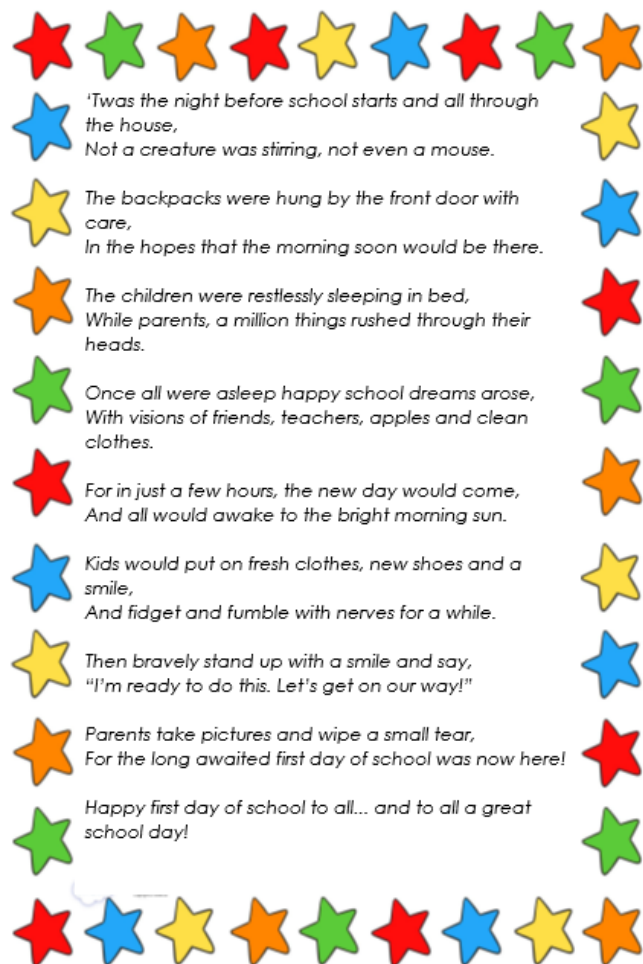 ‘Twas the night before school starts and all through
the house,
Not a creature was stirring, not even a mouse.
The backpacks were hung by the front door with
care,
In the hopes that the morning soon would be there.
The children were restlessly sleeping in bed,
While parents, a million things rushed through their
heads.
Once all were asleep happy school dreams arose,
With visions of friends, teachers, apples and clean
clothes.
For in just a few hours, the new day would come,
And all would awake to the bright morning sun.
Kids would put on fresh clothes, new shoes and a
smile,
And fidget and fumble with nerves for a while.
Then bravely stand up with a smile and say,
“I’m ready to do this. Let’s get on our way!”
Parents take pictures and wipe a small tear,
For the long awaited first day of school was now here!
Happy first day of school to all... and to all a great
school day!